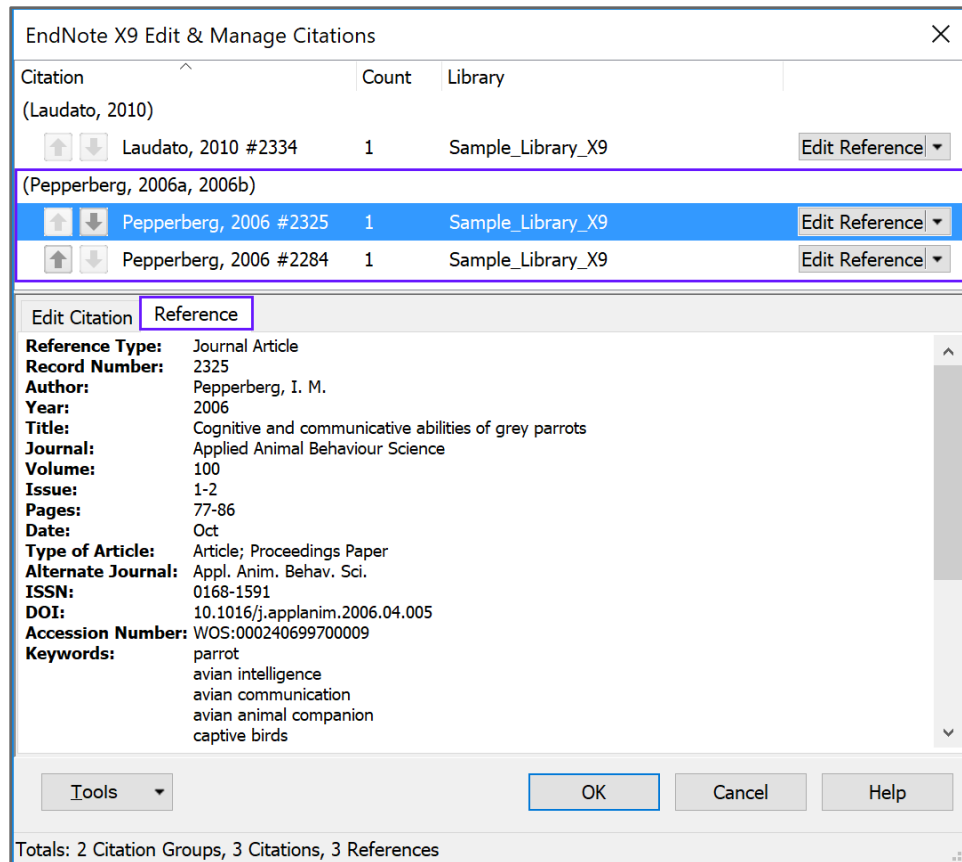 EndNote X9 Edit & Manage Citations
Citation Count Library
(Laudato, 2010)
Laudato, 2010 #2334 1 Sample_Library_X9 Edit Reference
(Pepperberg, 2006a, 2006b)
Pepperberg, 2006 #2325 1 Sample_Library_X9 Edit Reference
Pepperberg, 2006 #2284 1 Sample_Library_X9 Edit Reference
Edit Citation Reference
Reference Type: Journal Article
Record Number: 2325
Author: Pepperberg, I. M.
Year: 2006
Title: Cognitive and communicative abilities of grey parrots
Journal: Applied Animal Behaviour Science
Volume: 100
Issue: 1-2
Pages: 77-86
Date: Oct
Type of Article: Article; Proceedings Paper
Alternate Journal: Appl. Anim. Behav. Sci.
ISSN: 0168-1591
DOI: 10.1016/j.applanim.2006.04.005
Accession Number: WOS:000240699700009
Keywords: parrot
avian intelligence
avian communication
avian animal companion
captive birds
Tools OK Cancel Help
Totals: 2 Citation Groups, 3 Citations, 3 References